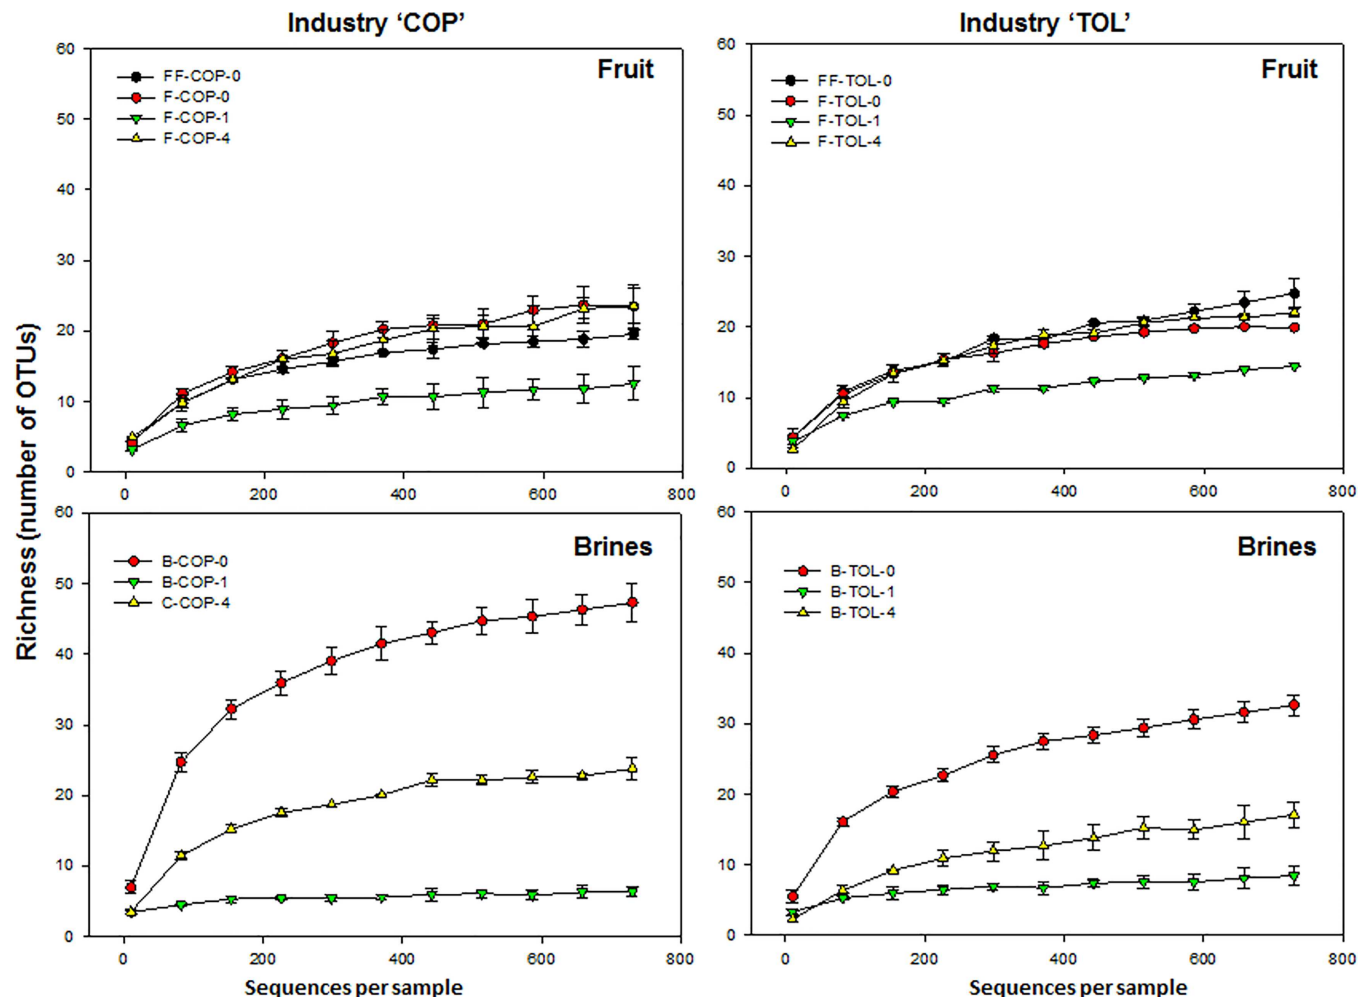 Industry ‘COP’
Industry ‘TOL’
Richness (number of OTUs)
Fruit
FF-COP-0
F-COP-0
F-COP-1
F-COP-4
60
50
40
30
20
10
0
0 200 400 600 800
Fruit
FF-TOL-0
F-TOL-0
F-TOL-1
F-TOL-4
60
50
40
30
20
10
0
0 200 400 600 800
Brines
B-COP-0
B-COP-1
C-COP-4
60
50
40
30
20
10
0
0 200 400 600 800
Sequences per sample
Brines
B-TOL-0
B-TOL-1
B-TOL-4
60
50
40
30
20
10
0
0 200 400 600 800
Sequences per sample